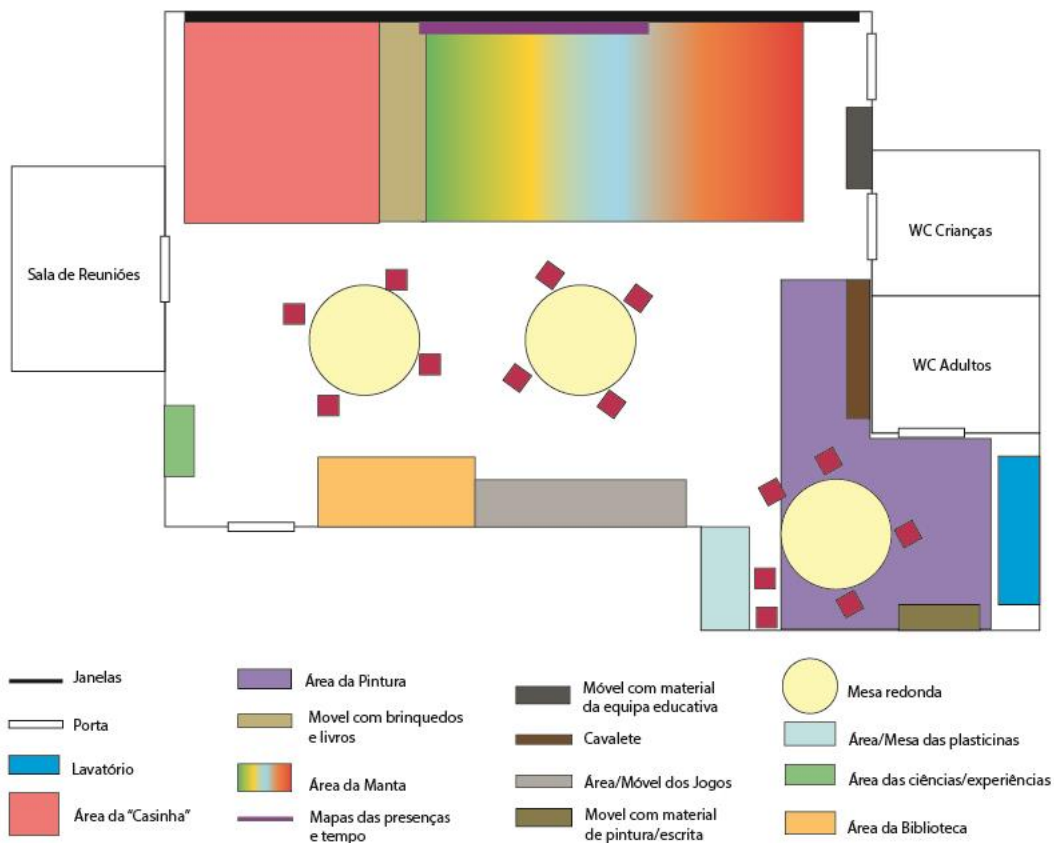 Sala de Reuniões
WC Crianças
WC Adultos
Janelas
Porta
Lavatório
Área da “Casinha”
Área da Pintura
Movel com brinquedos
e livros
Área da Manta
Mapas das presenças
e tempo
Móvel com material
da equipa educativa
Cavalete
Área/Móvel dos Jogos
Movel com material
de pintura/escrita
Mesa redonda
Área/Mesa das plasticinas
Área das ciências/experiências
Área da Biblioteca